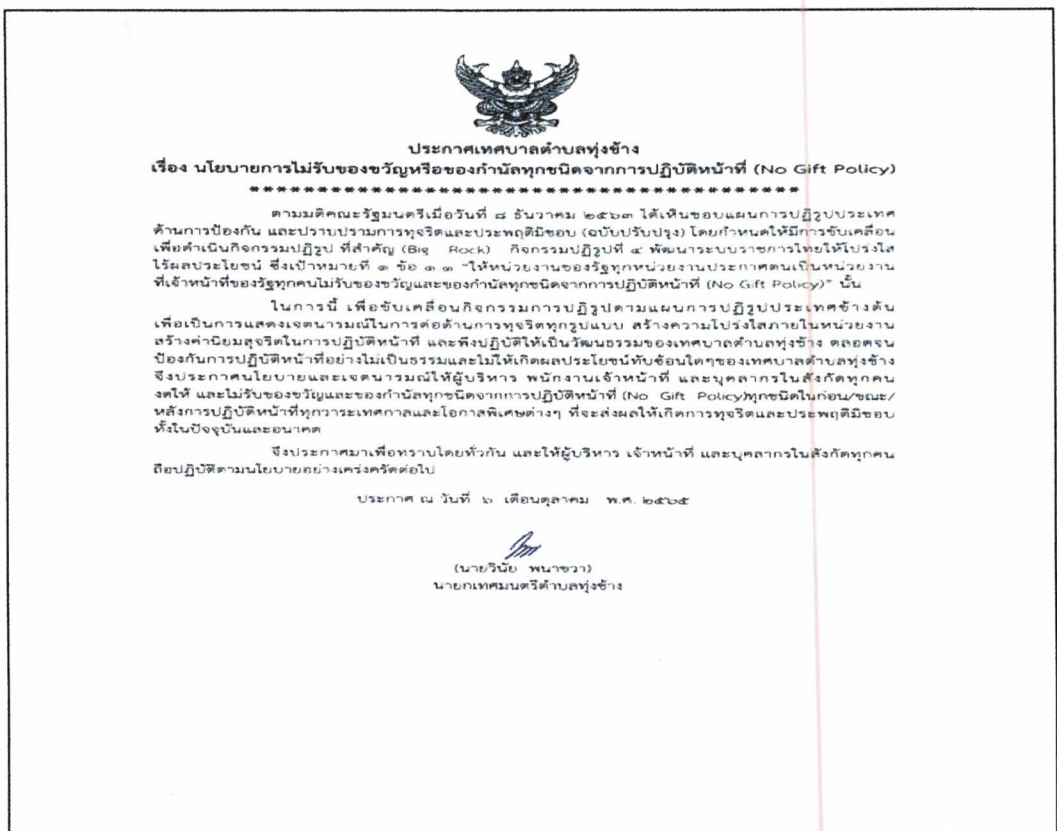 ประกาศเทศบาลตำบลทุ่งช้าง
เรื่อง นโยบายการไม่รับของขวัญหรือของกำนัลทุกชนิดจากการปฏิบัติหน้าที่ (No Gift Policy)
****************************************
ตามมติคณะรัฐมนตรีเมื่อวันที่ ๘ ธันวาคม ๒๕๖๓ ได้เห็นชอบแผนการปฏิรูปประเทศ
ด้านการป้องกัน และปราบปรามการทุจริตและประพฤติมิชอบ (ฉบับปรับปรุง) โดยกำหนดให้มีการขับเคลื่อน
เพื่อดำเนินกิจกรรมปฏิรูป ที่สำคัญ (Big Rock) กิจกรรมปฏิรูปที่ ๔ พัฒนาระบบราชการไทยให้โปร่งใส
ไร้ผลประโยชน์ ซึ่งเป้าหมายที่ ๑ ข้อ ๑ ๑ "ให้หน่วยงานของรัฐทุกหน่วยงานประกาศตนเป็นหน่วยงาน
ที่เจ้าหน้าที่ของรัฐทุกคนไม่รับของขวัญและของกำนัลทุกชนิดจากการปฏิบัติหน้าที่ (No Gift Policy)" นั้น
ในการนี้ เพื่อขับเคลื่อนกิจกรรมการปฏิรูปตามแผนการปฏิรูปประเทศข้างต้น
เพื่อเป็นการแสดงเจตนารมณ์ในการต่อต้านการทุจริตทุกรูปแบบ สร้างความโปร่งใสภายในหน่วยงาน
สร้างค่านิยมสุจริตในการปฏิบัติหน้าที่ และพึงปฏิบัติให้เป็นวัฒนธรรมของเทศบาลตำบลทุ่งช้าง ตลอดจน
ป้องกันการปฏิบัติหน้าที่อย่างไม่เป็นธรรมและไม่ให้เกิดผลประโยชน์ทับซ้อนใดๆของเทศบาลตำบลทุ่งช้าง
จึงประกาศนโยบายและเจตนารมณ์ให้ผู้บริหาร พนักงานเจ้าหน้าที่ และบุคลากรในสังกัดทุกคน
งดให้ และไม่รับของขวัญและของกำนัลทุกชนิดจากการปฏิบัติหน้าที่ (No Gift Policy)ทุกชนิดในก่อน/ขณะ/
หลังการปฏิบัติหน้าที่ทุกวาระเทศกาลและโอกาสพิเศษต่างๆ ที่จะส่งผลให้เกิดการทุจริตและประพฤติมิชอบ
ทั้งในปัจจุบันและอนาคต
จึงประกาศมาเพื่อทราบโดยทั่วกัน และให้ผู้บริหาร เจ้าหน้าที่ และบุคลากรในสังกัดทุกคน
ถือปฏิบัติตามนโยบายอย่างเคร่งครัดต่อไป
ประกาศ ณ วันที่ ๖ เดือนตุลาคม พ.ศ. ๒๕๖๕
(นายวินัย พนาขวา)
นายกเทศมนตรีตำบลทุ่งช้าง